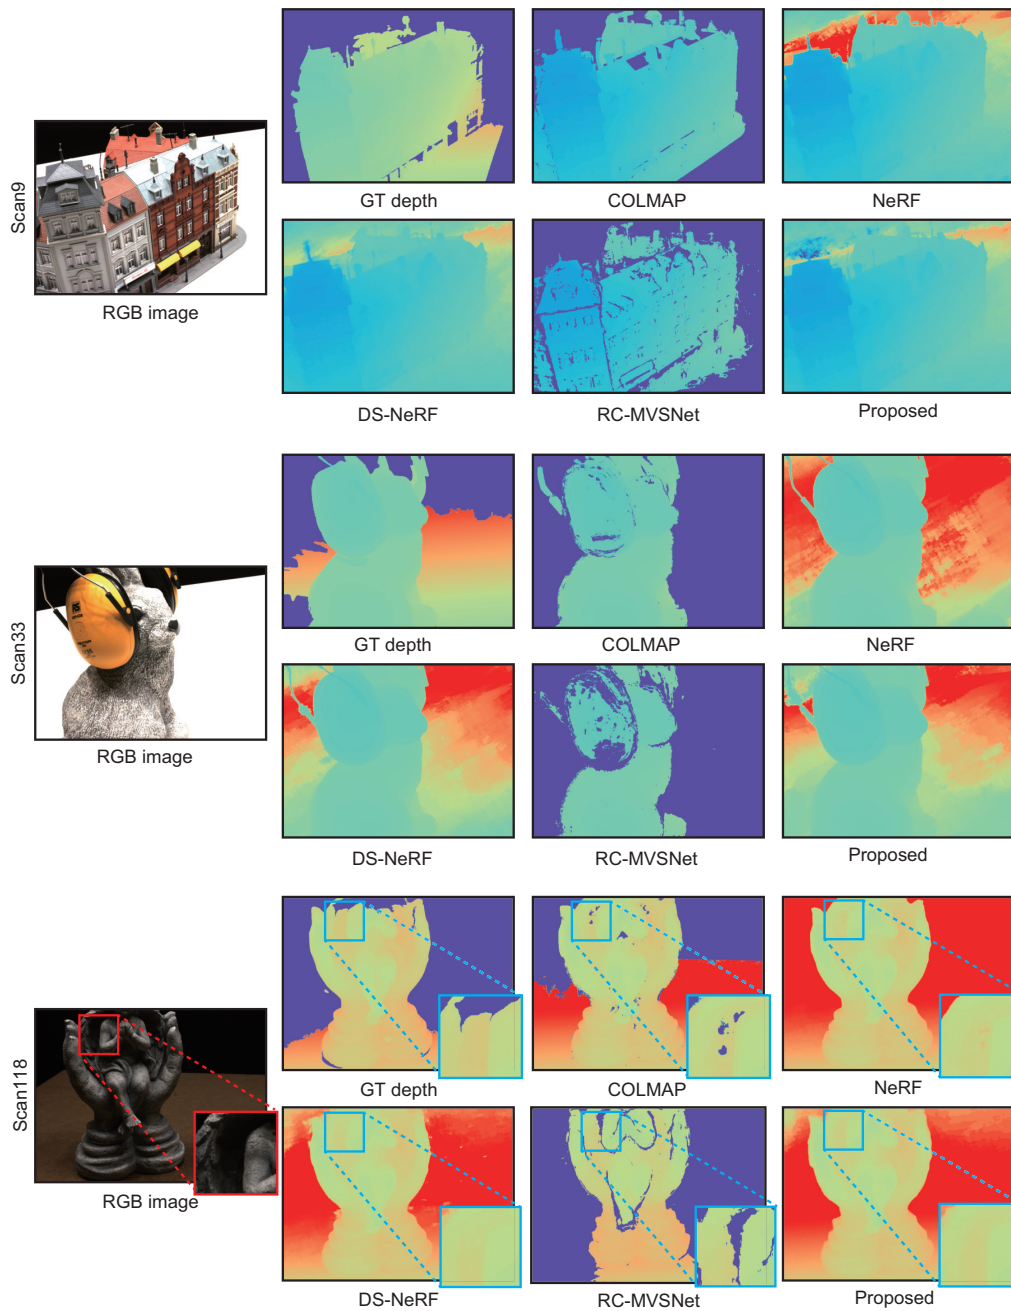 Scan9
RGB image
GT depth
COLMAP
NeRF
DS-NeRF
RC-MVSNet
Proposed
Scan33
RGB image
GT depth
COLMAP
NeRF
DS-NeRF
RC-MVSNet
Proposed
Scan118
RGB image
GT depth
COLMAP
NeRF
DS-NeRF
RC-MVSNet
Proposed